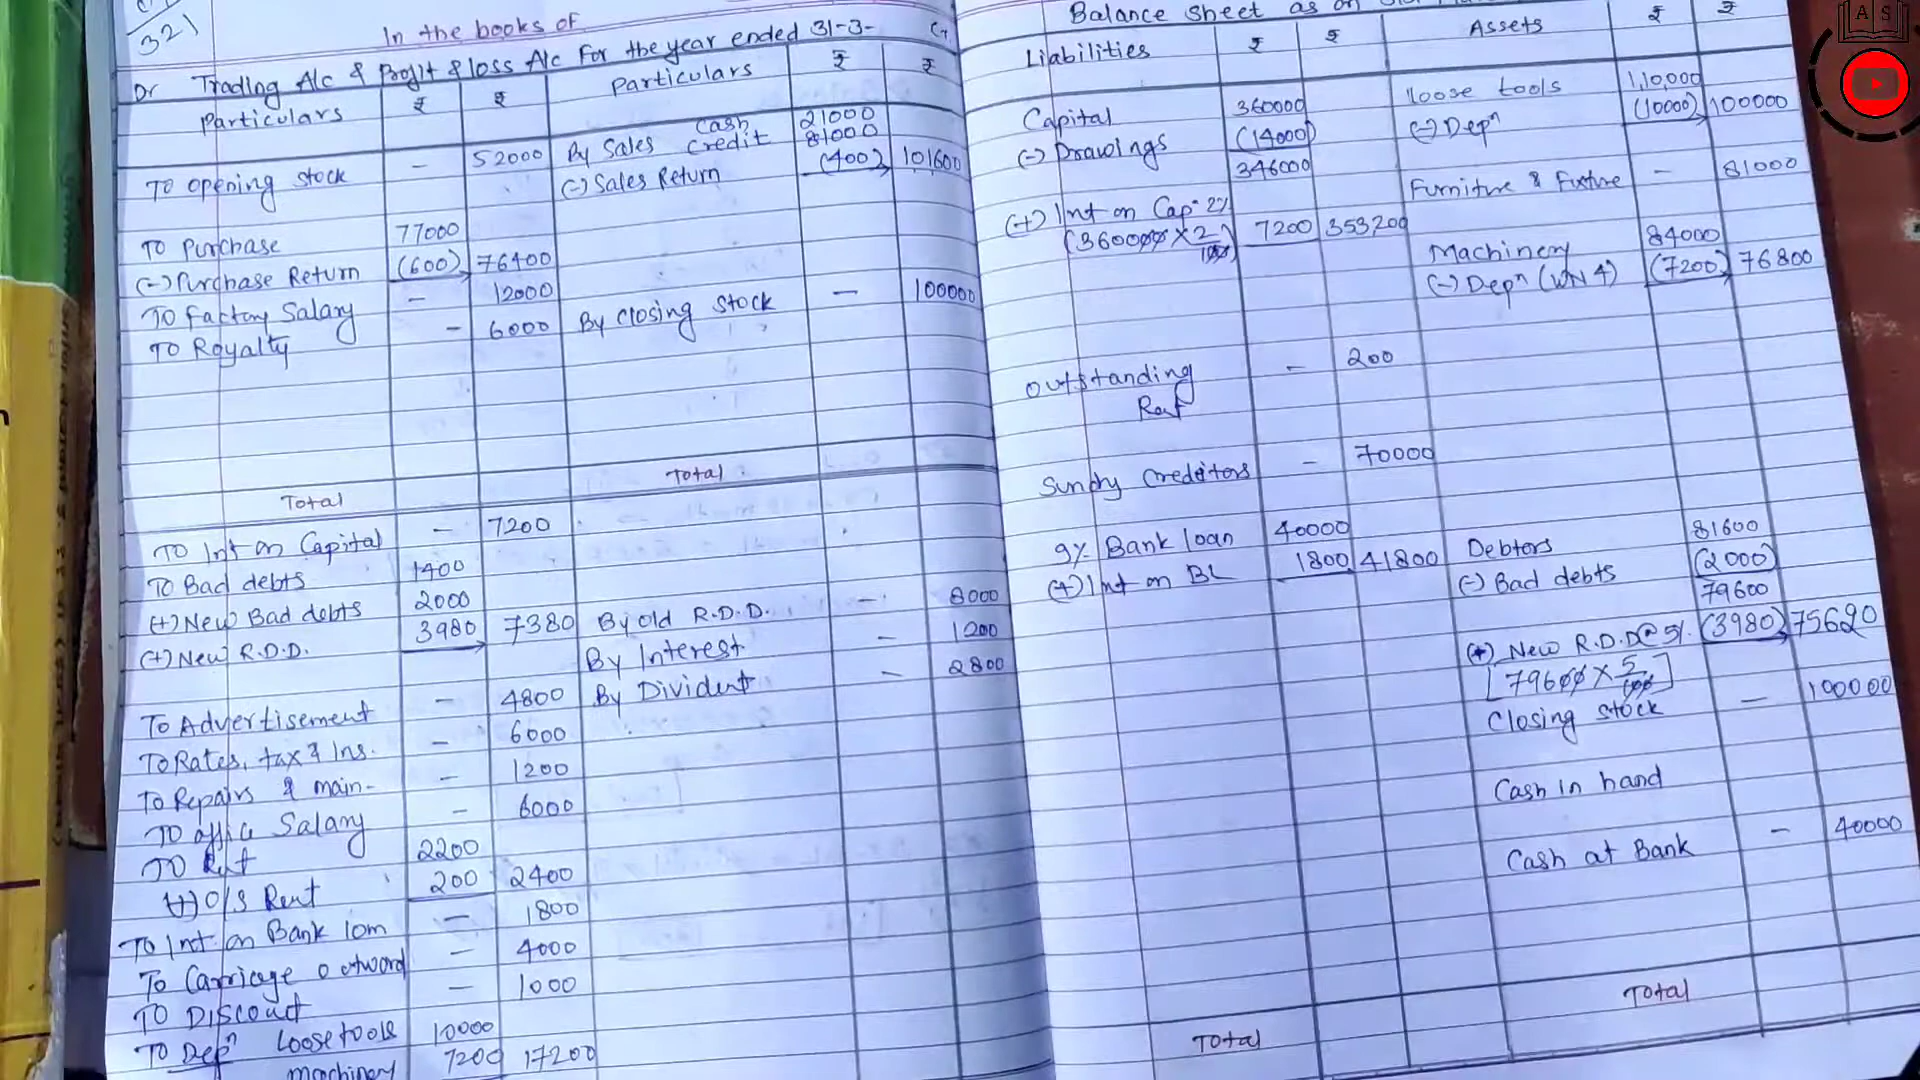 321
In the books of
Dr Trading A/c & Profit & loss A/c For the year ended 31-3- Cr
Particulars ₹ ₹ Particulars ₹ ₹
To opening stock - 52000 By Sales Cash 21000
Credit 81000
(-) Sales Return (400) 101600
To Purchase 77000
(-) Purchase Return (600) 76400
To Factory Salary - 12000
To Royalty - 6000 By Closing Stock - 100000
Total Total
To Int on Capital - 7200
To Bad debts 1400
(+) New Bad debts 2000
(+) New R.D.D. 3980 7380 By Old R.D.D. - 8000
By Interest - 1200
To Advertisement - 4800 By Divident - 2800
To Rates, tax & Ins. - 6000
To Repairs & main- - 1200
To office Salary - 6000
To Rent 2200
(+) O/S Rent 200 2400
To Int on Bank loan - 1800
To Carriage outward - 4000
To Discout - 1000
To Depn Loose tools 10000
machinery 7200 17200
Balance sheet as on
Liabilities ₹ ₹ Assets ₹ ₹
Capital 360000 loose tools 1,10,000
(-) Drawings (14000) (-) Depn (10000) 100000
346000 Furniture & Fixture - 81000
(+) Int on Cap- 2%
(360000 X 2/100) 7200 353200 Machinery 84000
(-) Depn (WN 4) (7200) 76800
Outstanding Rent - 200
Sundry Creditors - 70000
9% Bank loan 40000 Debtors 81600
(+) Int on BL 1800 41800 (-) Bad debts (2000)
79600
(+) New R.D.D@5%. (3980) 75620
[79600 X 5/100]
Closing Stock - 100000
Cash in hand
Cash at Bank - 40000
Total Total
AS